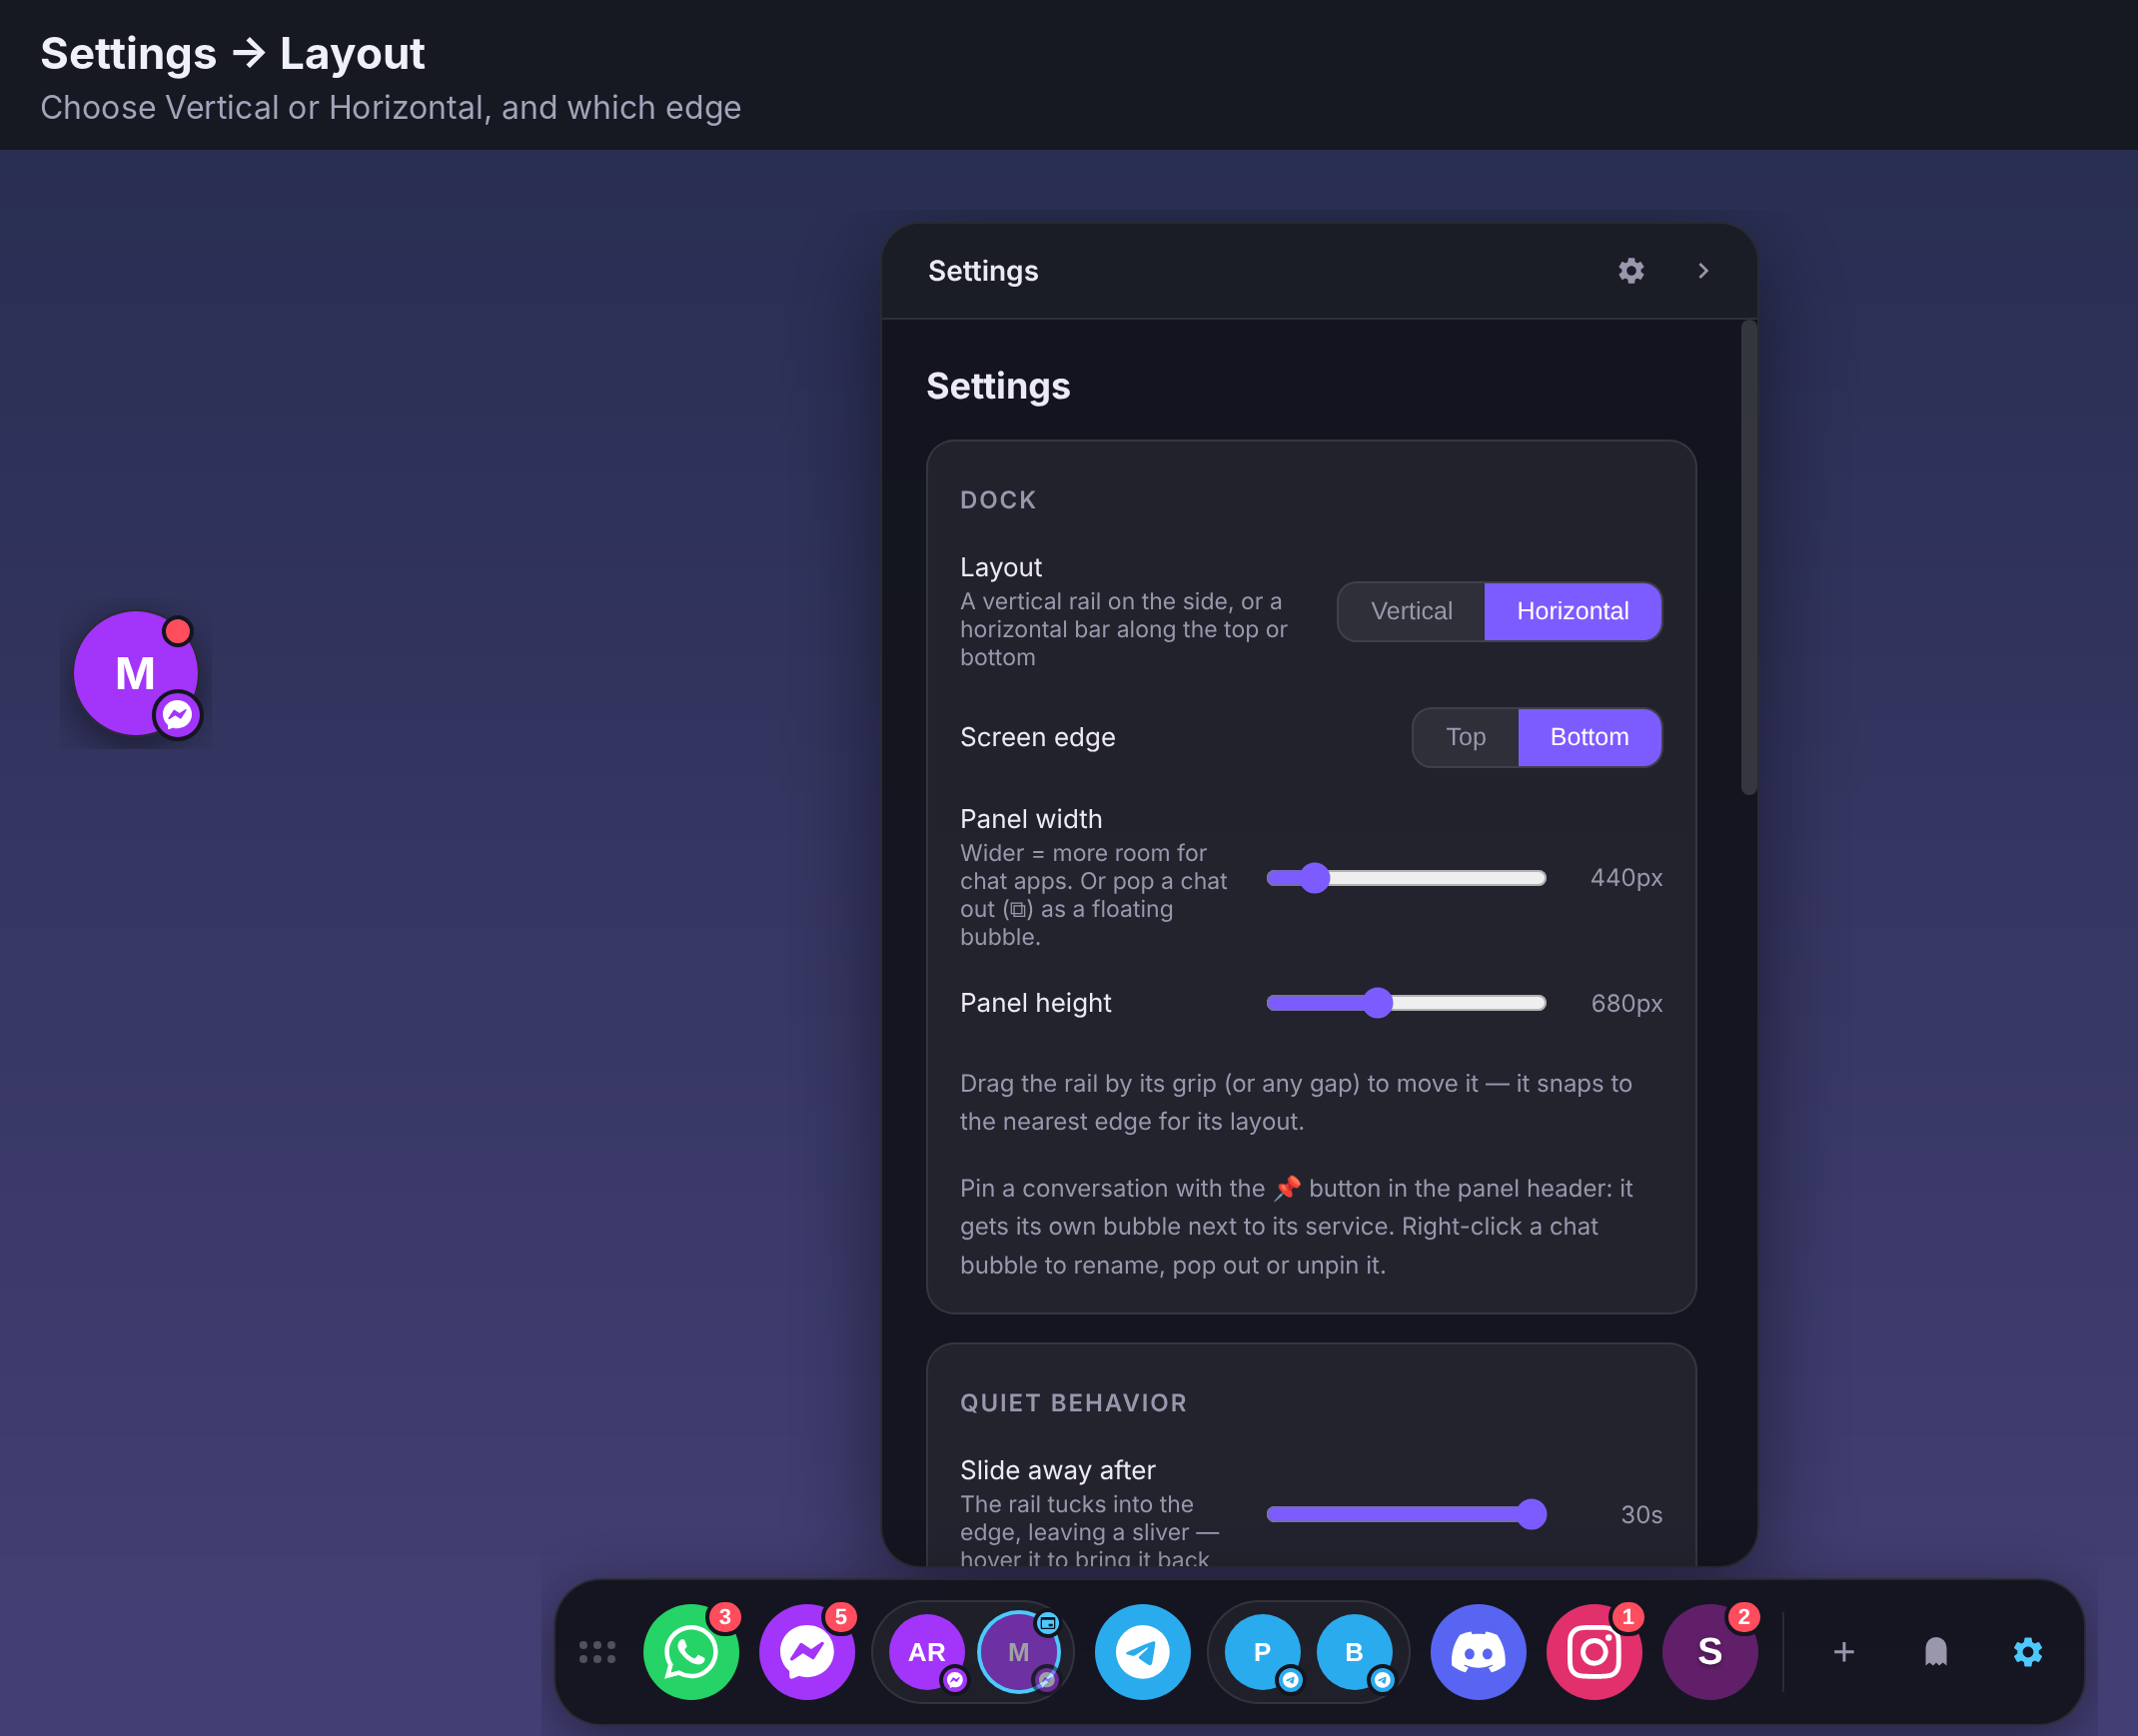 Settings → Layout
Choose Vertical or Horizontal, and which edge
Settings
Settings
DOCK
Layout
A vertical rail on the side, or a
horizontal bar along the top or
bottom
Vertical
Horizontal
Screen edge
Top
Bottom
Panel width
Wider = more room for
chat apps. Or pop a chat
out (⧉) as a floating
bubble.
440px
Panel height
680px
Drag the rail by its grip (or any gap) to move it — it snaps to
the nearest edge for its layout.
Pin a conversation with the 📌 button in the panel header: it
gets its own bubble next to its service. Right-click a chat
bubble to rename, pop out or unpin it.
QUIET BEHAVIOR
Slide away after
The rail tucks into the
edge, leaving a sliver —
hover it to bring it back
30s
M
3
5
AR
M
P
B
1
S
2